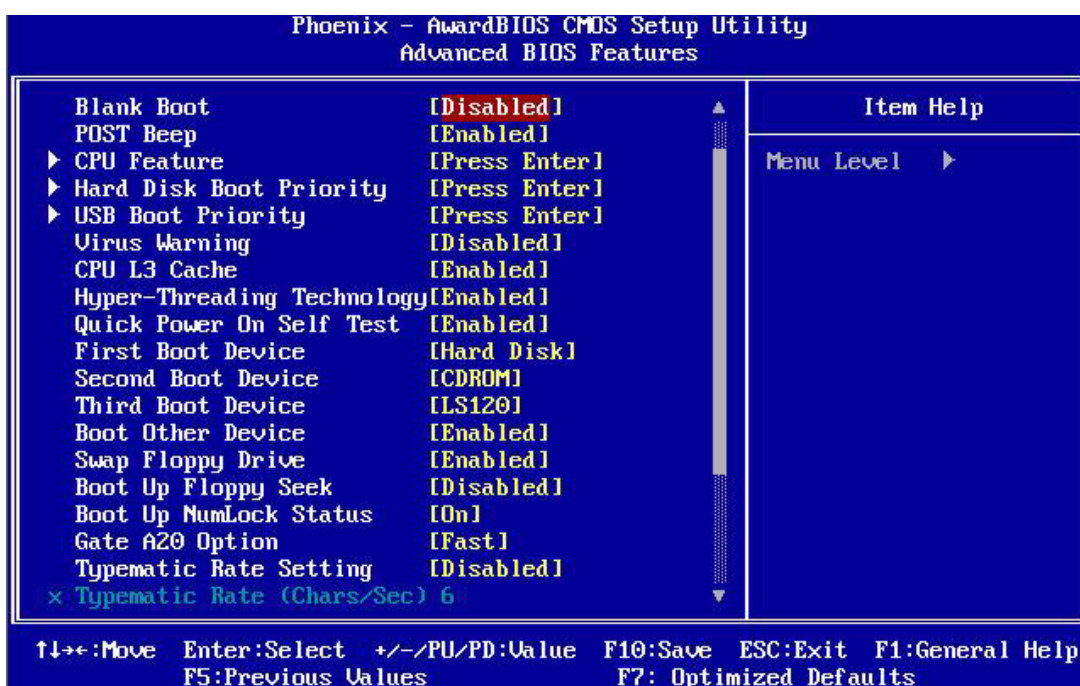 Phoenix - AwardBIOS CMOS Setup Utility
Advanced BIOS Features
Blank Boot [Disabled]
POST Beep [Enabled]
CPU Feature [Press Enter]
Hard Disk Boot Priority [Press Enter]
USB Boot Priority [Press Enter]
Virus Warning [Disabled]
CPU L3 Cache [Enabled]
Hyper-Threading Technology[Enabled]
Quick Power On Self Test [Enabled]
First Boot Device [Hard Disk]
Second Boot Device [CDROM]
Third Boot Device [LS120]
Boot Other Device [Enabled]
Swap Floppy Drive [Enabled]
Boot Up Floppy Seek [Disabled]
Boot Up NumLock Status [On]
Gate A20 Option [Fast]
Typematic Rate Setting [Disabled]
x Typematic Rate (Chars/Sec) 6
Item Help
Menu Level
↑↓→←:Move Enter:Select +/-/PU/PD:Value F10:Save ESC:Exit F1:General Help
F5:Previous Values F7: Optimized Defaults